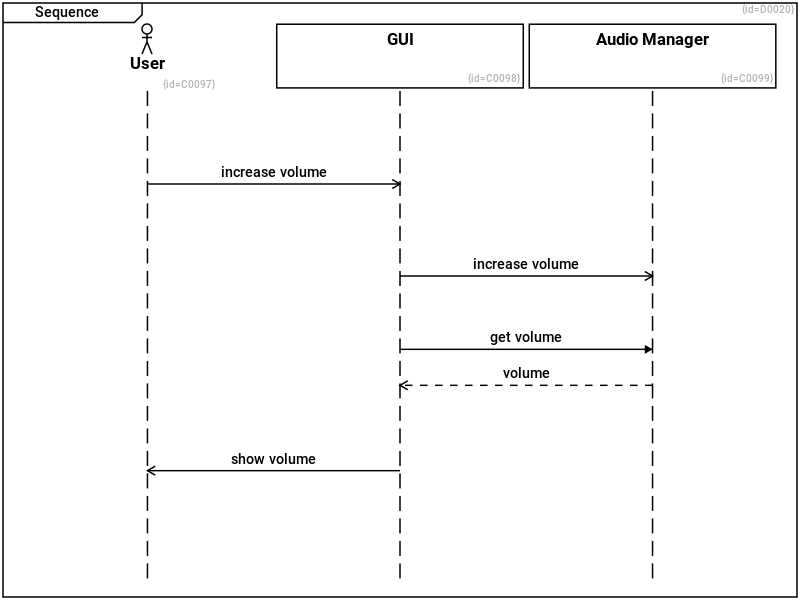 Sequence
{id=D0020}
User
{id=C0097}
GUI
{id=C0098}
Audio Manager
{id=C0099}
increase volume
increase volume
get volume
volume
show volume